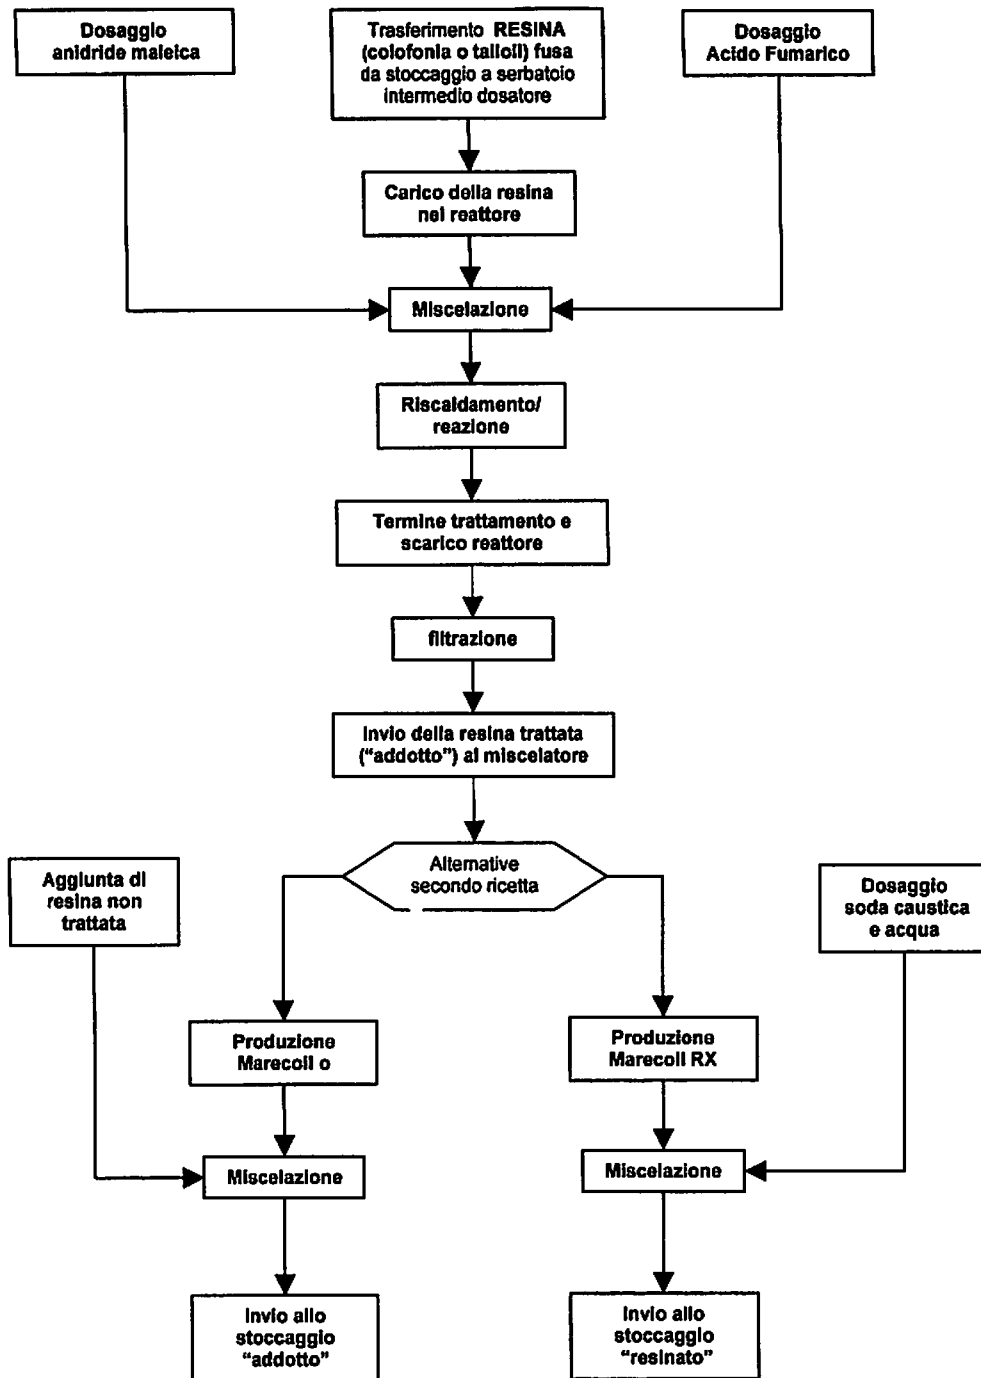 Dosaggio
anidride maleica
Trasferimento RESINA
(colofonia o talloil) fusa
da stoccaggio a serbatoio
intermedio dosatore
Dosaggio
Acido Fumarico
Carico della resina
nel reattore
Miscelazione
Riscaldamento/
reazione
Termine trattamento e
scarico reattore
filtrazione
Invio della resina trattata
("addotto") al miscelatore
Alternative
secondo ricetta
Aggiunta di
resina non
trattata
Dosaggio
soda caustica
e acqua
Produzione
Marecoll o
Produzione
Marecoll RX
Miscelazione
Miscelazione
Invio allo
stoccaggio
"addotto"
Invio allo
stoccaggio
"resinato"